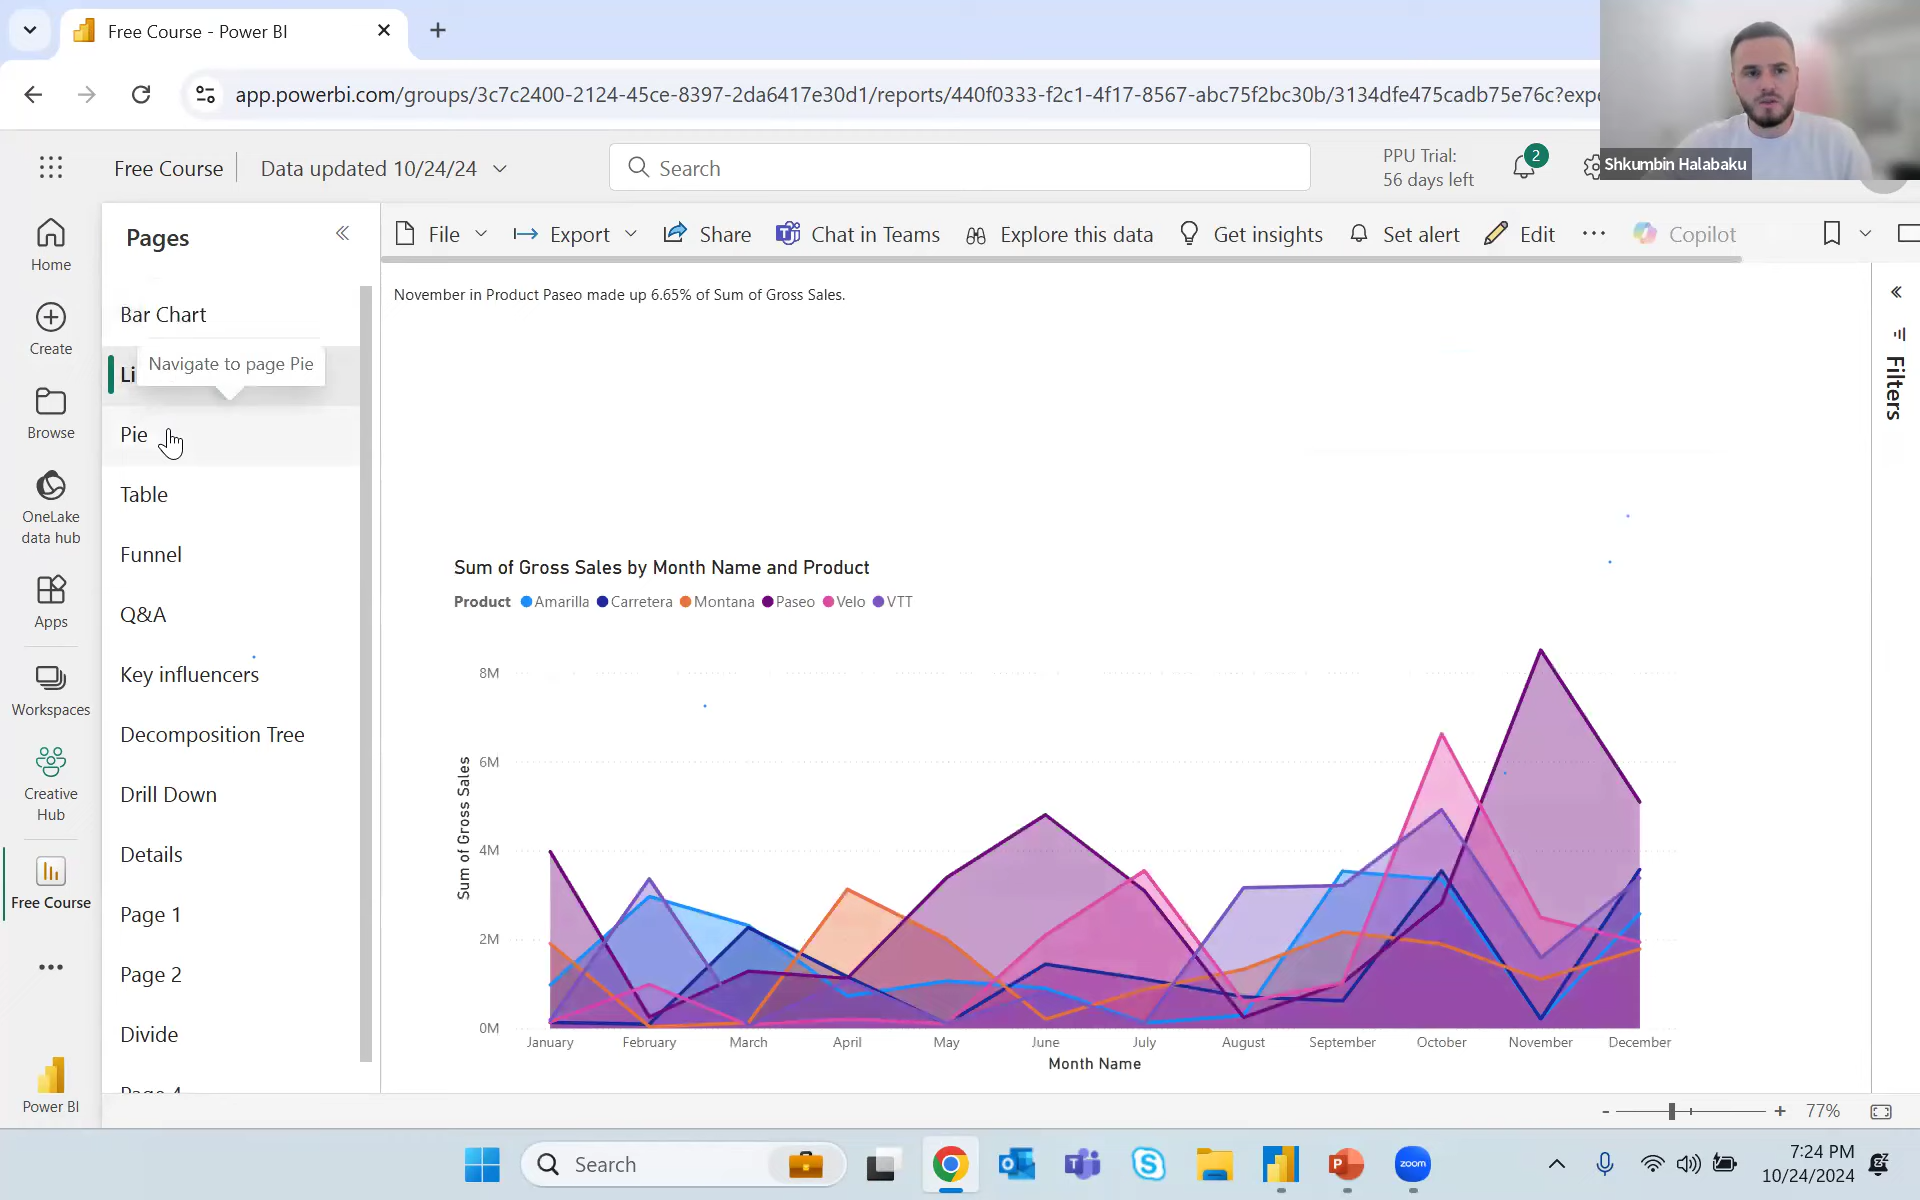 Free Course - Power BI
app.powerbi.com/groups/3c7c2400-2124-45ce-8397-2da6417e30d1/reports/440f0333-f2c1-4f17-8567-abc75f2bc30b/3134dfe475cadb75e76c?expe
Shkumbin Halabaku
Free Course
Data updated 10/24/24
Search
PPU Trial:
56 days left
2
Home
Create
Browse
OneLake
data hub
Apps
Workspaces
Creative
Hub
Free Course
Power BI
Pages
Bar Chart
Li
Navigate to page Pie
Pie
Table
Funnel
Q&A
Key influencers
Decomposition Tree
Drill Down
Details
Page 1
Page 2
Divide
Page 4
File
Export
Share
Chat in Teams
Explore this data
Get insights
Set alert
Edit
Copilot
Filters
November in Product Paseo made up 6.65% of Sum of Gross Sales.
Sum of Gross Sales by Month Name and Product
Product Amarilla Carretera Montana Paseo Velo VTT
Sum of Gross Sales
8M
6M
4M
2M
0M
January February March April May June July August September October November December
Month Name
- + 77%
Search
zoom
7:24 PM
10/24/2024